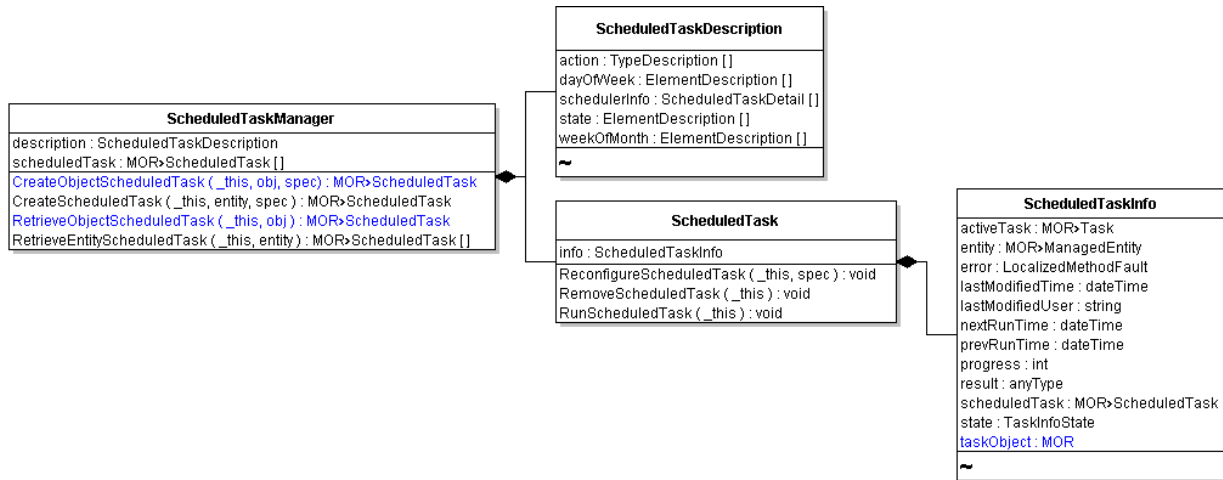 ScheduledTaskDescription
action : TypeDescription [ ]
dayOfWeek : ElementDescription [ ]
schedulerInfo : ScheduledTaskDetail [ ]
state : ElementDescription [ ]
weekOfMonth : ElementDescription [ ]
~
ScheduledTaskManager
description : ScheduledTaskDescription
scheduledTask : MOR>ScheduledTask [ ]
CreateObjectScheduledTask ( _this, obj, spec) : MOR>ScheduledTask
CreateScheduledTask ( _this, entity, spec ) : MOR>ScheduledTask
RetrieveObjectScheduledTask ( _this, obj ) : MOR>ScheduledTask
RetrieveEntityScheduledTask ( _this, entity ) : MOR>ScheduledTask [ ]
ScheduledTask
info : ScheduledTaskInfo
ReconfigureScheduledTask ( _this, spec ) : void
RemoveScheduledTask ( _this ) : void
RunScheduledTask ( _this ) : void
ScheduledTaskInfo
activeTask : MOR>Task
entity : MOR>ManagedEntity
error : LocalizedMethodFault
lastModifiedTime : dateTime
lastModifiedUser : string
nextRunTime : dateTime
prevRunTime : dateTime
progress : int
result : anyType
scheduledTask : MOR>ScheduledTask
state : TaskInfoState
taskObject : MOR
~